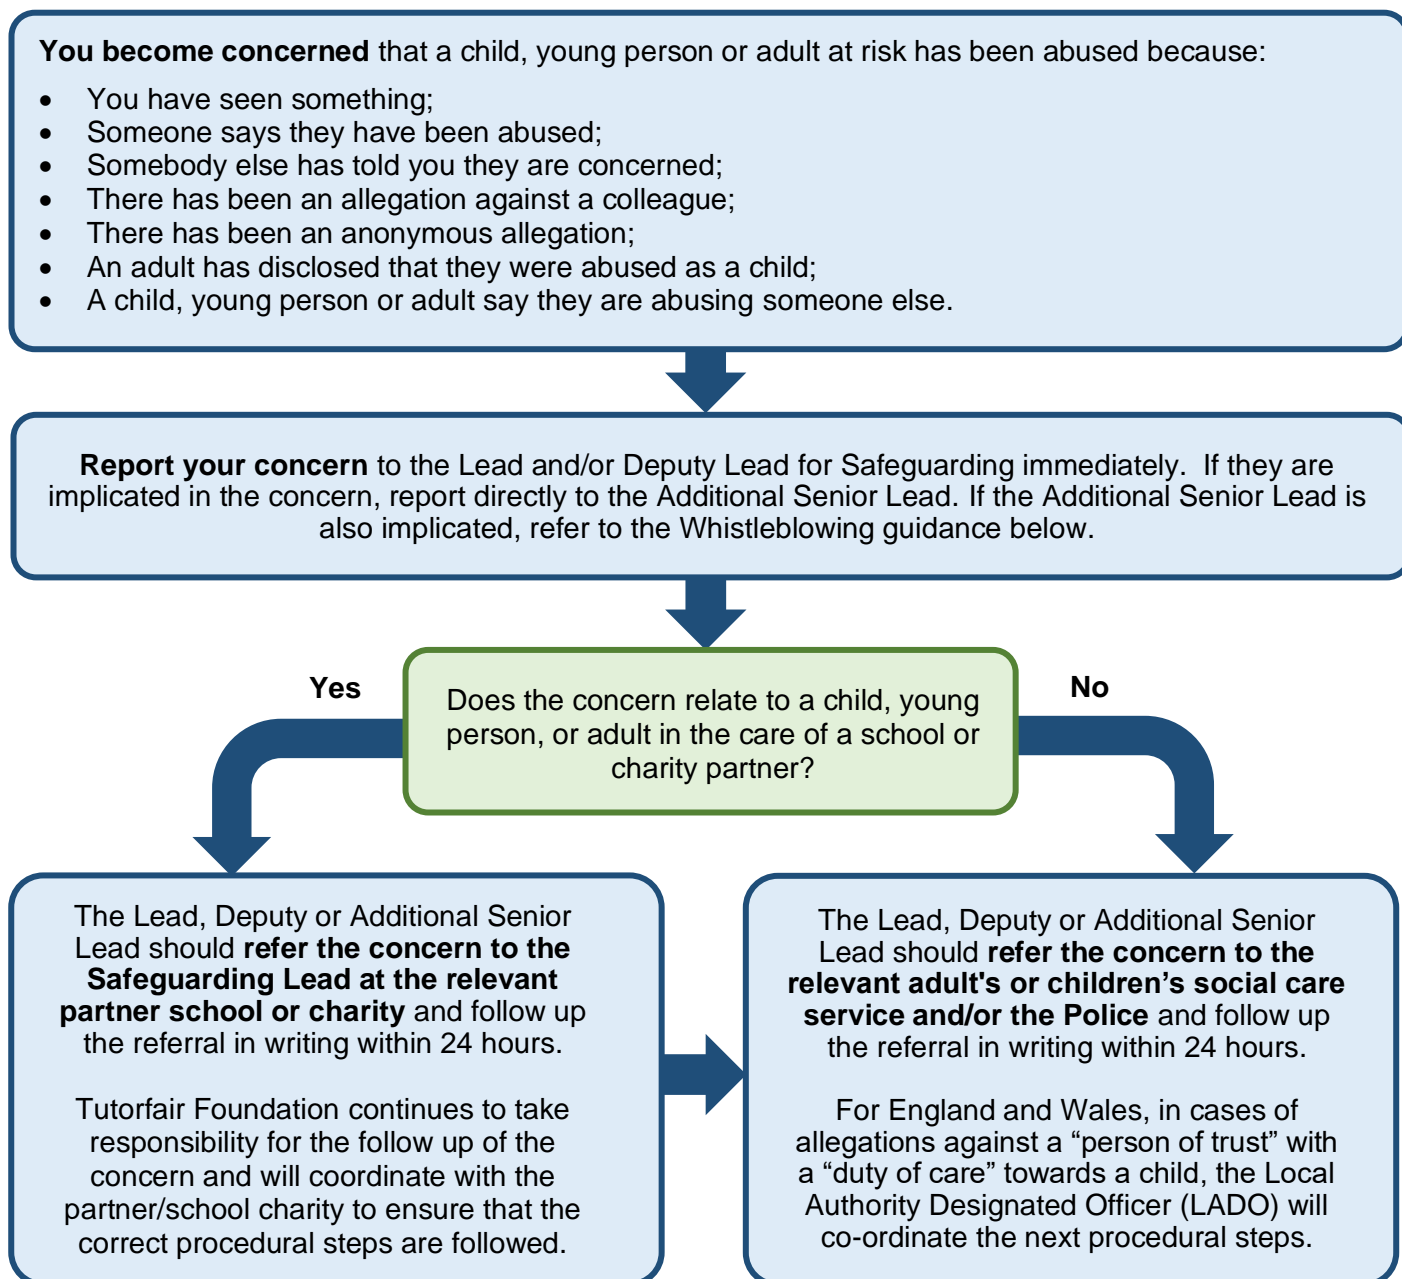 You become concerned that a child, young person or adult at risk has been abused because:
• You have seen something;
• Someone says they have been abused;
• Somebody else has told you they are concerned;
• There has been an allegation against a colleague;
• There has been an anonymous allegation;
• An adult has disclosed that they were abused as a child;
• A child, young person or adult say they are abusing someone else.
Report your concern to the Lead and/or Deputy Lead for Safeguarding immediately.  If they are
implicated in the concern, report directly to the Additional Senior Lead. If the Additional Senior Lead is
also implicated, refer to the Whistleblowing guidance below.
Yes
No
Does the concern relate to a child, young
person, or adult in the care of a school or
charity partner?
The Lead, Deputy or Additional Senior
Lead should refer the concern to the
Safeguarding Lead at the relevant
partner school or charity and follow up
the referral in writing within 24 hours.
Tutorfair Foundation continues to take
responsibility for the follow up of the
concern and will coordinate with the
partner/school charity to ensure that the
correct procedural steps are followed.
The Lead, Deputy or Additional Senior
Lead should refer the concern to the
relevant adult's or children’s social care
service and/or the Police and follow up
the referral in writing within 24 hours.
For England and Wales, in cases of
allegations against a “person of trust” with
a “duty of care” towards a child, the Local
Authority Designated Officer (LADO) will
co-ordinate the next procedural steps.